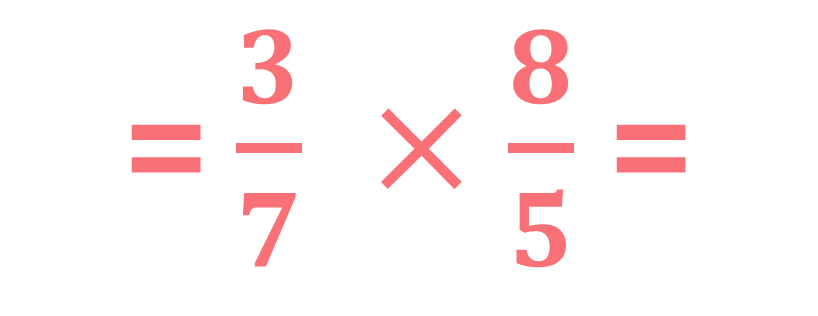 = 3/7 × 8/5 =